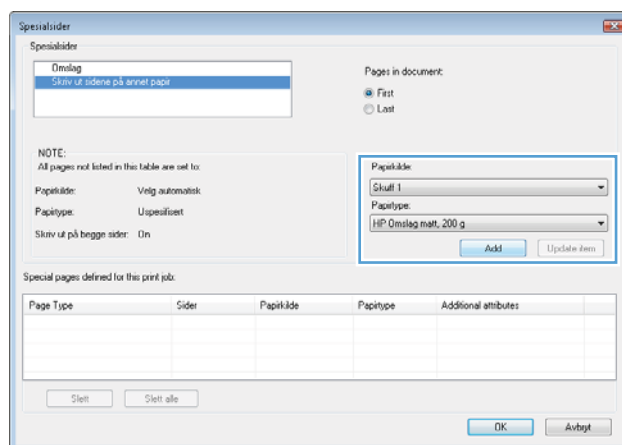 Spesialsider
Spesialsider
Omslag
Skriv ut sidene på annet papir
Pages in document:
First
Last
NOTE:
All pages not listed in this table are set to:
Papirkilde: Velg automatisk
Papirtype: Uspesifisert
Skriv ut på begge sider: On
Papirkilde:
Skuff 1
Papirtype:
HP Omslag matt, 200 g
Add Update item
Special pages defined for this print job:
Page Type Sider Papirkilde Papirtype Additional attributes
Slett Slett alle
OK Avbryt